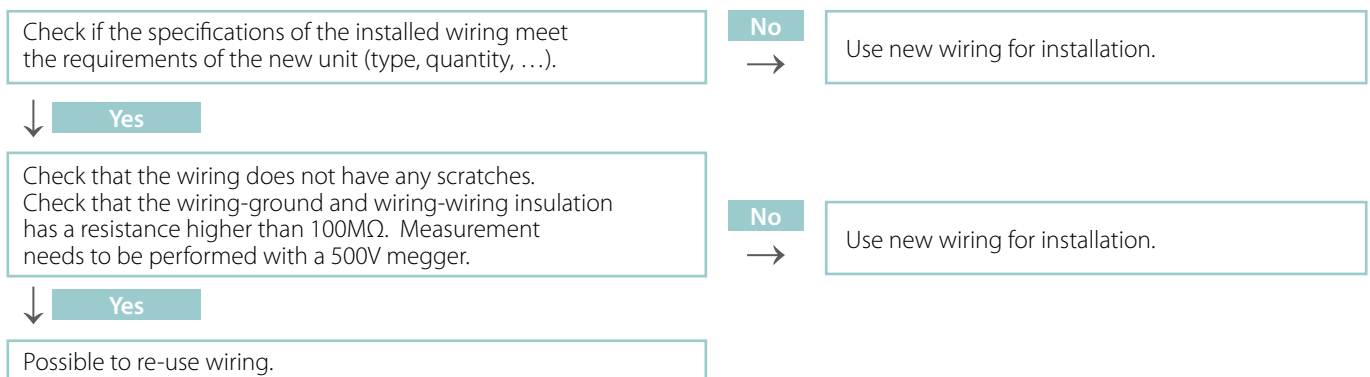 Check if the specifications of the installed wiring meet
the requirements of the new unit (type, quantity, …).
No
→
Use new wiring for installation.
↓
Yes
Check that the wiring does not have any scratches.
Check that the wiring-ground and wiring-wiring insulation
has a resistance higher than 100MΩ. Measurement
needs to be performed with a 500V megger.
No
→
Use new wiring for installation.
↓
Yes
Possible to re-use wiring.